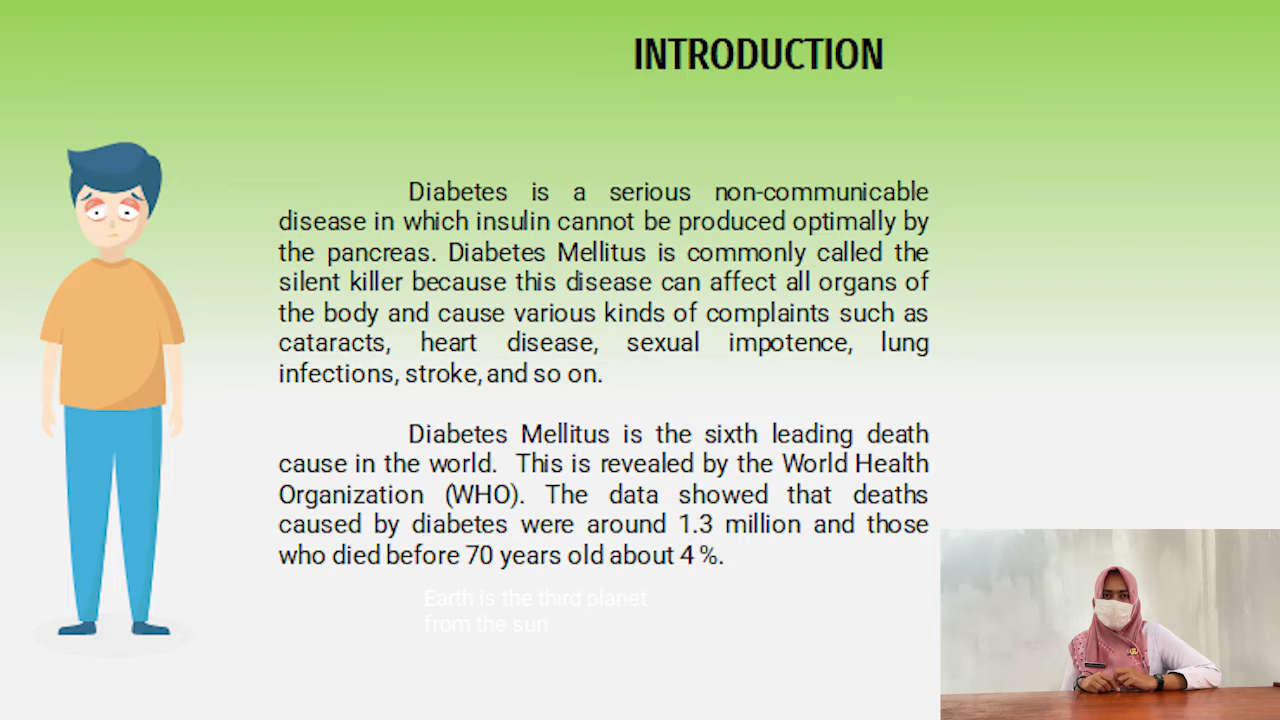 INTRODUCTION
Diabetes is a serious non-communicable
disease in which insulin cannot be produced optimally by
the pancreas. Diabetes Mellitus is commonly called the
silent killer because this disease can affect all organs of
the body and cause various kinds of complaints such as
cataracts, heart disease, sexual impotence, lung
infections, stroke, and so on.
Diabetes Mellitus is the sixth leading death
cause in the world. This is revealed by the World Health
Organization (WHO). The data showed that deaths
caused by diabetes were around 1.3 million and those
who died before 70 years old about 4 %.
Earth is the third planet
from the sun